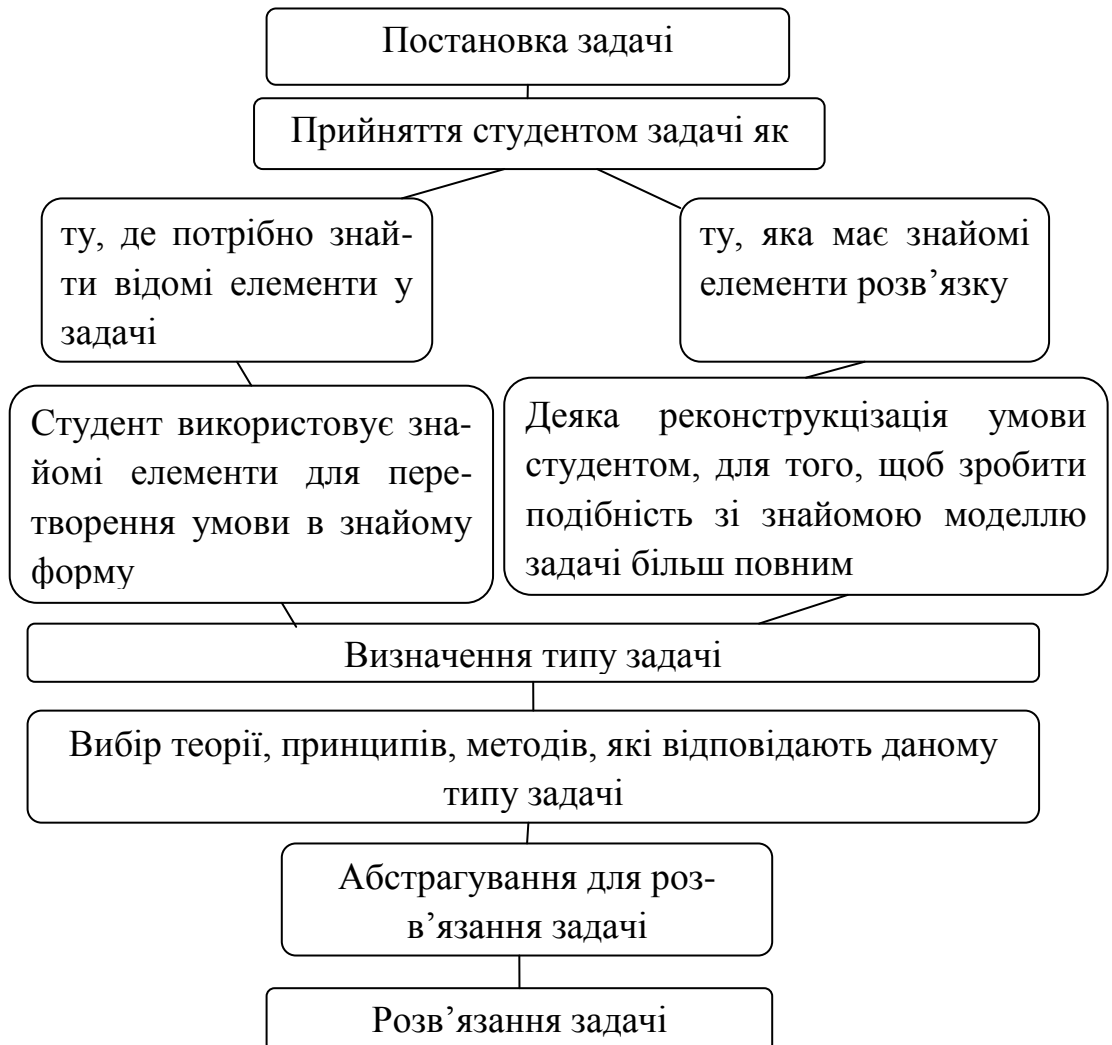 Постановка задачі
Прийняття студентом задачі як
ту, де потрібно знай-
ти відомі елементи у
задачі
ту, яка має знайомі
елементи розв’язку
Студент використовує зна-
йомі елементи для пере-
творення умови в знайому
форму
Деяка реконструкцізація умови
студентом, для того, щоб зробити
подібність зі знайомою моделлю
задачі більш повним
Визначення типу задачі
Вибір теорії, принципів, методів, які відповідають даному
типу задачі
Абстрагування для роз-
в’язання задачі
Розв’язання задачі